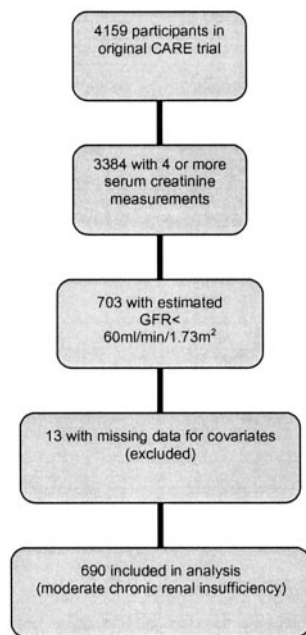 4159 participants in
original CARE trial
3384 with 4 or more
serum creatinine
measurements
703 with estimated
GFR<
60ml/min/1.73m²
13 with missing data for covariates
(excluded)
690 included in analysis
(moderate chronic renal insufficiency)